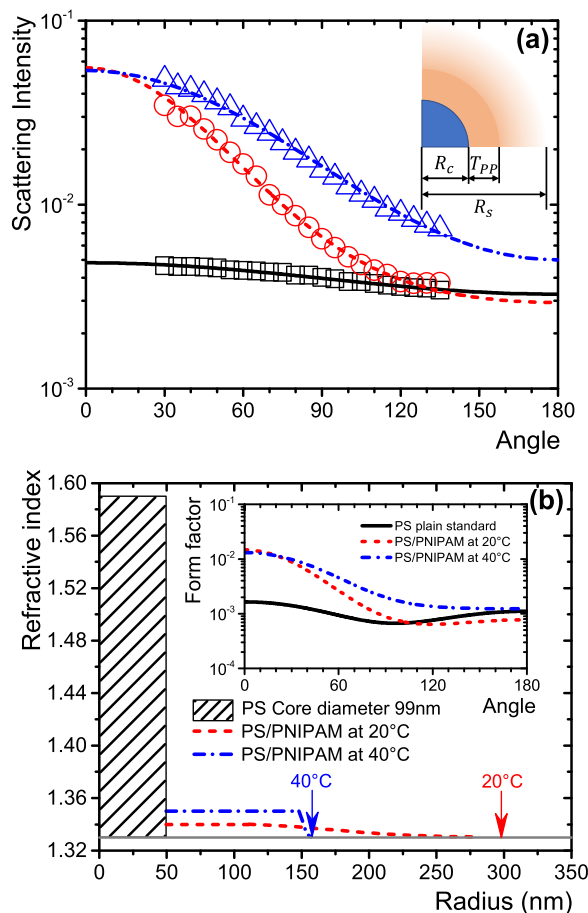 (a)
Scattering Intensity
10^-1
10^-2
10^-3
R_c T_PP
R_s
0 30 60 90 120 150 180
Angle
(b)
Refractive index
1.60
1.56
1.52
1.48
1.44
1.40
1.36
1.32
Form factor
10^-1
10^-2
10^-3
10^-4
PS plain standard
PS/PNIPAM at 20°C
PS/PNIPAM at 40°C
0 60 120 180
Angle
PS Core diameter 99nm
PS/PNIPAM at 20°C
PS/PNIPAM at 40°C
40°C 20°C
0 50 100 150 200 250 300 350
Radius (nm)